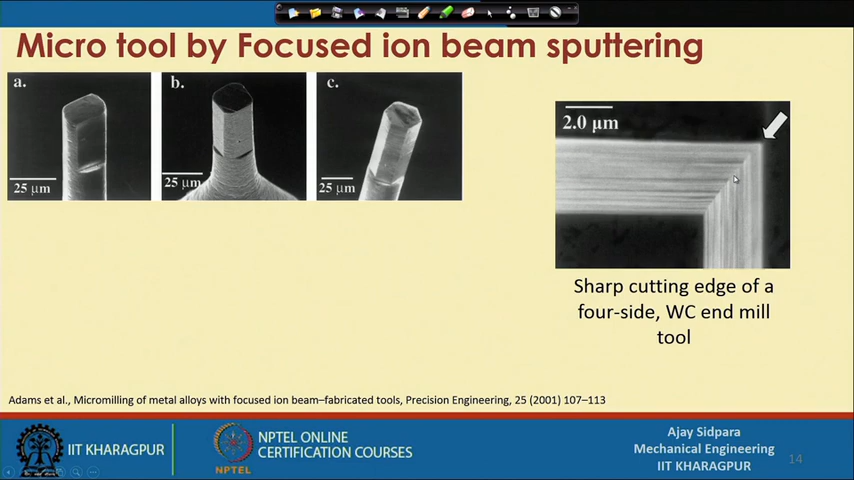 Micro tool by Focused ion beam sputtering
a.
b.
c.
25 µm
25 µm
25 µm
2.0 µm
Sharp cutting edge of a
four-side, WC end mill
tool
Adams et al., Micromilling of metal alloys with focused ion beam–fabricated tools, Precision Engineering, 25 (2001) 107–113
IIT KHARAGPUR
NPTEL
NPTEL ONLINE
CERTIFICATION COURSES
Ajay Sidpara
Mechanical Engineering
IIT KHARAGPUR
14